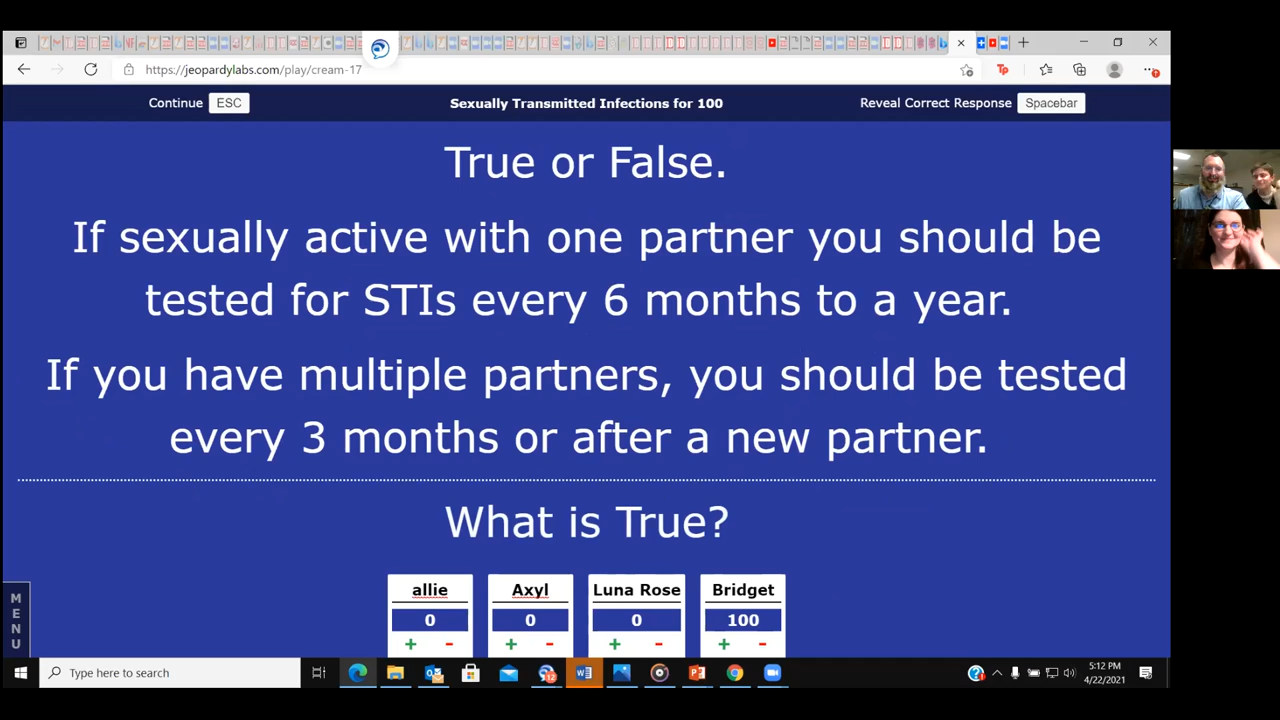 https://jeopardylabs.com/play/cream-17
Continue ESC
Sexually Transmitted Infections for 100
Reveal Correct Response Spacebar
True or False.
If sexually active with one partner you should be
tested for STIs every 6 months to a year.
If you have multiple partners, you should be tested
every 3 months or after a new partner.
What is True?
MENU
allie Axyl Luna Rose Bridget
0 0 0 100
+ - + - + - + -
Type here to search
12
5:12 PM
4/22/2021